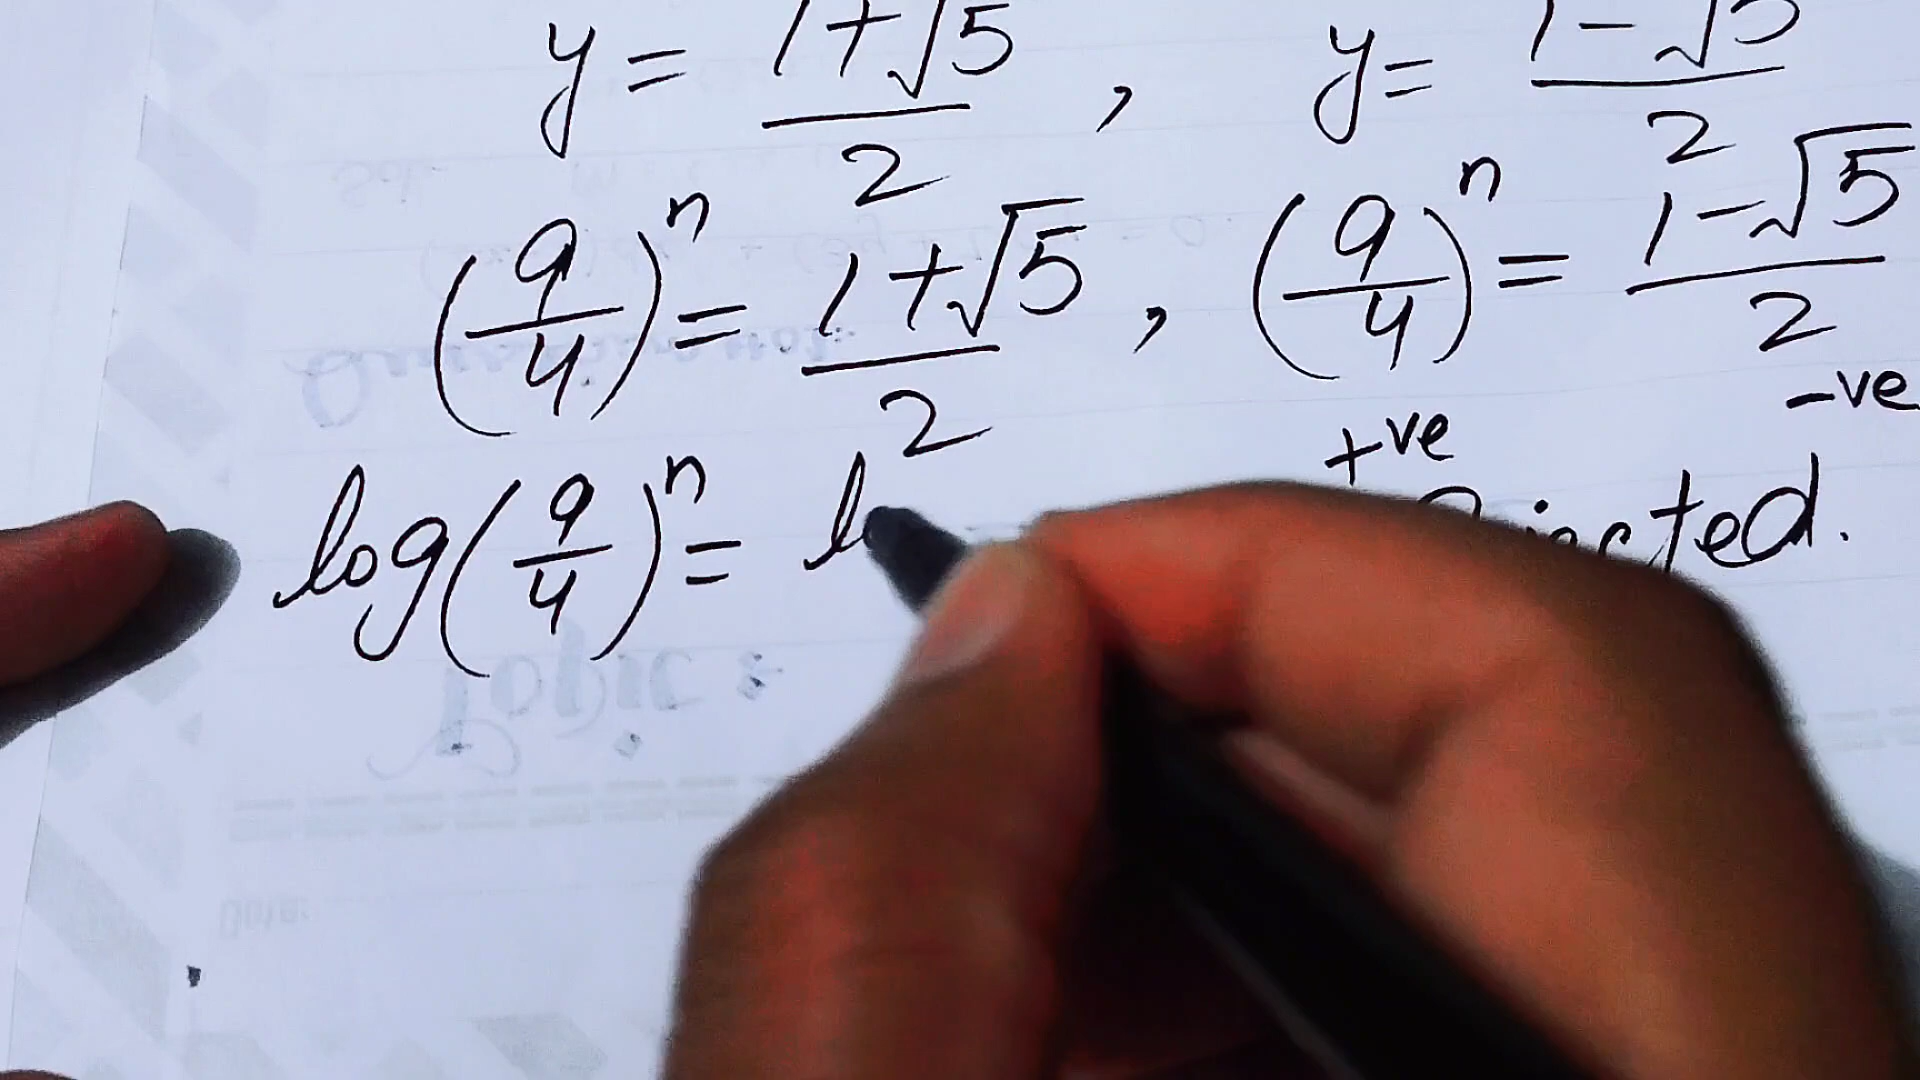 y = (1+√5)/2 , y = (1-√5)/2
(9/4)^n = (1+√5)/2 , (9/4)^n = (1-√5)/2
+ve -ve
log(9/4)^n = lo